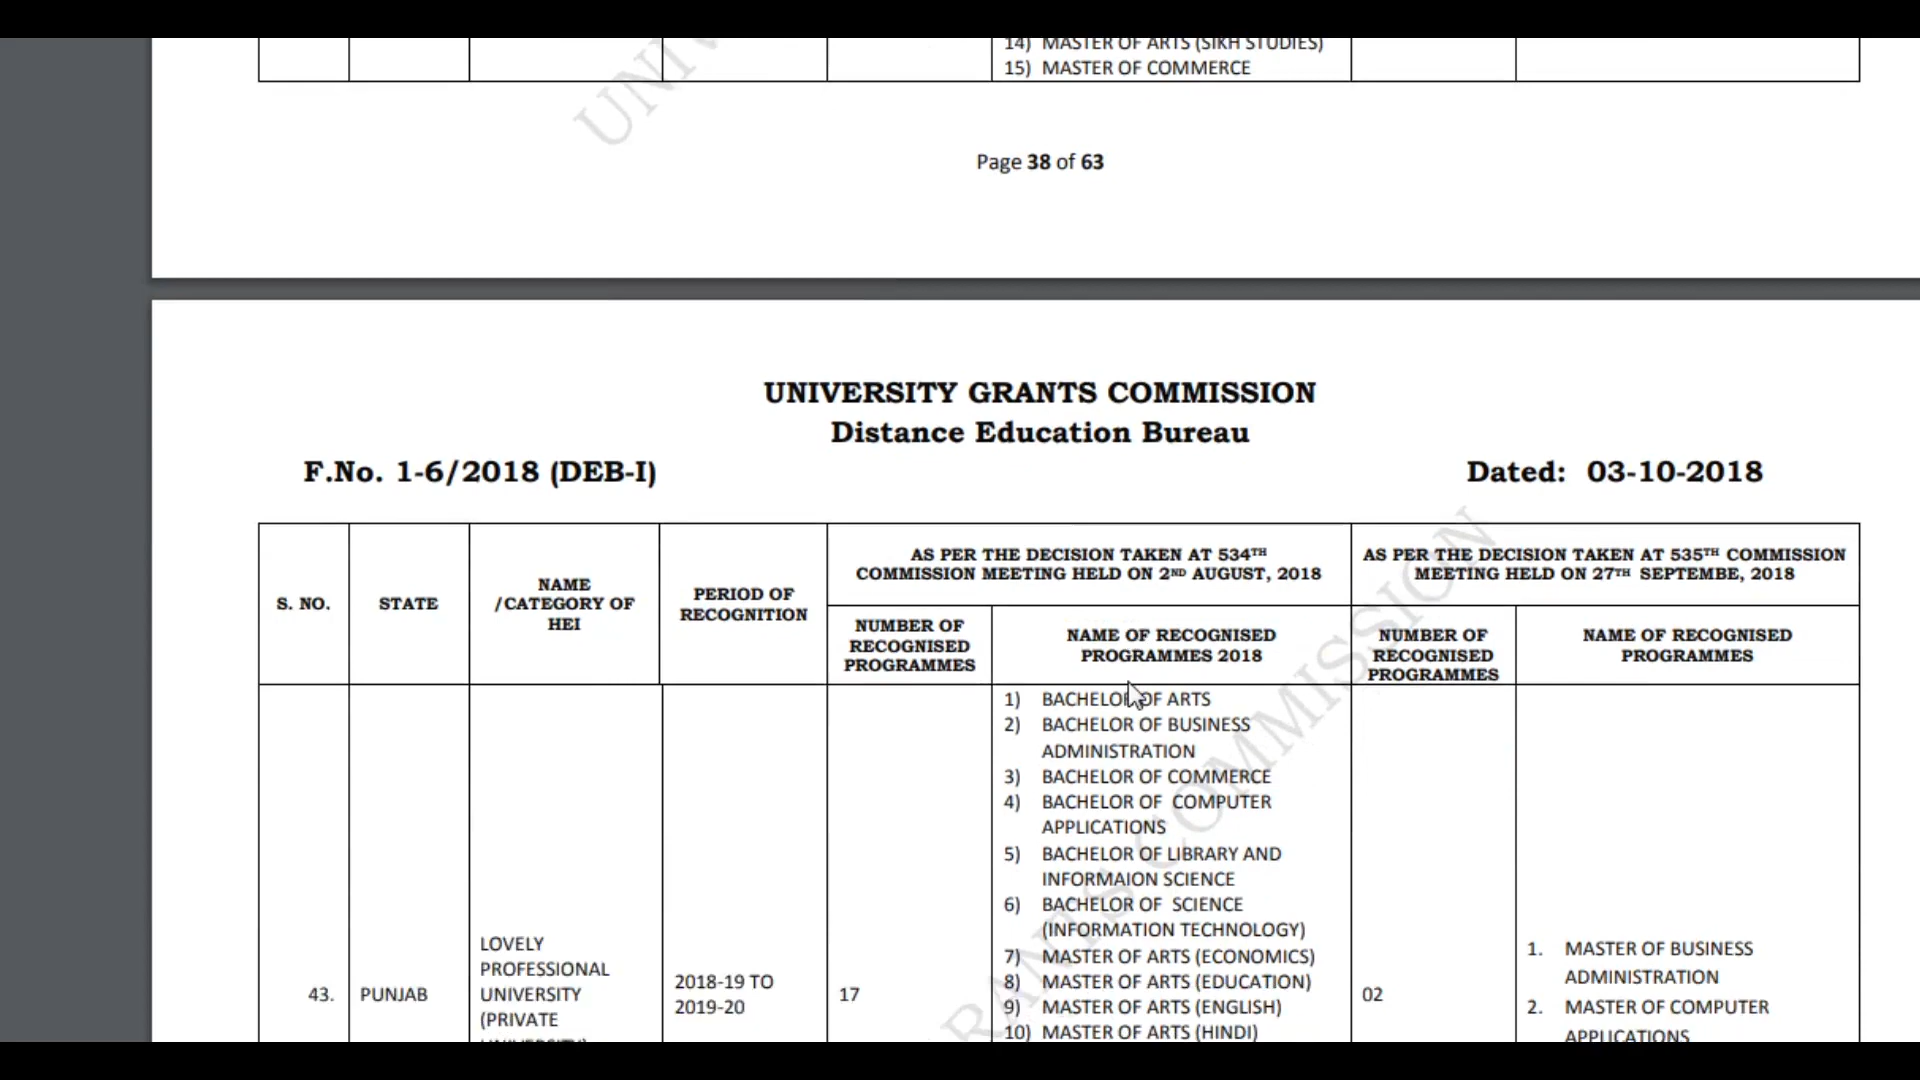 14) MASTER OF ARTS (SIKH STUDIES)
15) MASTER OF COMMERCE
Page 38 of 63
UNIVERSITY GRANTS COMMISSION
Distance Education Bureau
F.No. 1-6/2018 (DEB-I)
Dated: 03-10-2018
S. NO.
STATE
NAME
/CATEGORY OF
HEI
PERIOD OF
RECOGNITION
AS PER THE DECISION TAKEN AT 534TH
COMMISSION MEETING HELD ON 2ND AUGUST, 2018
AS PER THE DECISION TAKEN AT 535TH COMMISSION
MEETING HELD ON 27TH SEPTEMBE, 2018
NUMBER OF
RECOGNISED
PROGRAMMES
NAME OF RECOGNISED
PROGRAMMES 2018
NUMBER OF
RECOGNISED
PROGRAMMES
NAME OF RECOGNISED
PROGRAMMES
43.
PUNJAB
LOVELY
PROFESSIONAL
UNIVERSITY
(PRIVATE
UNIVERSITY)
2018-19 TO
2019-20
17
1) BACHELOR OF ARTS
2) BACHELOR OF BUSINESS
ADMINISTRATION
3) BACHELOR OF COMMERCE
4) BACHELOR OF COMPUTER
APPLICATIONS
5) BACHELOR OF LIBRARY AND
INFORMAION SCIENCE
6) BACHELOR OF SCIENCE
(INFORMATION TECHNOLOGY)
7) MASTER OF ARTS (ECONOMICS)
8) MASTER OF ARTS (EDUCATION)
9) MASTER OF ARTS (ENGLISH)
10) MASTER OF ARTS (HINDI)
02
1. MASTER OF BUSINESS
ADMINISTRATION
2. MASTER OF COMPUTER
APPLICATIONS
UNIV
RANTS COMMISSION